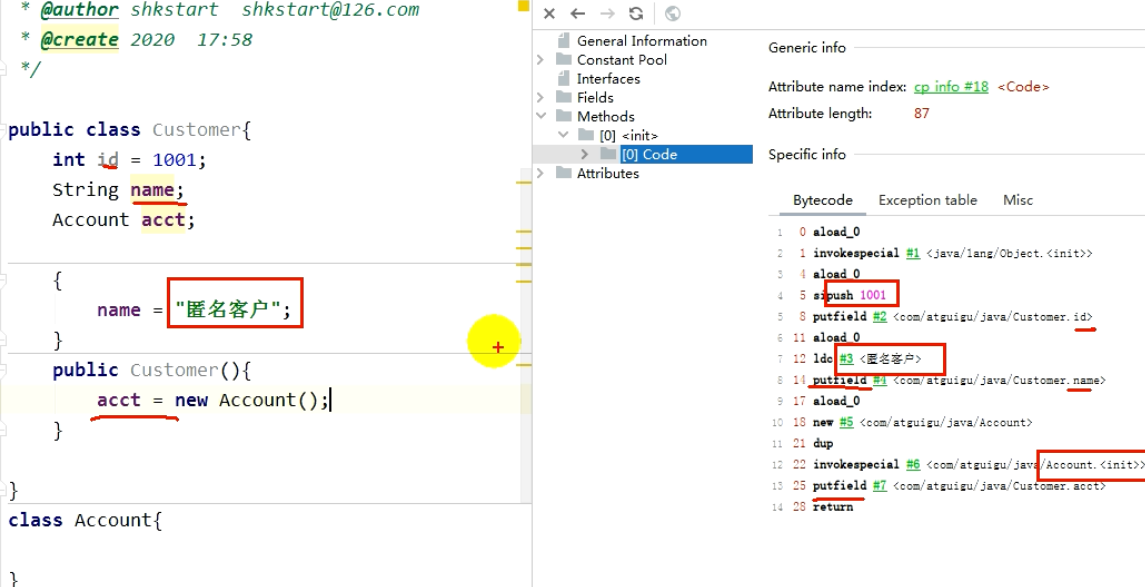 * @author shkstart  shkstart@126.com
* @create 2020  17:58
*/
public class Customer{
int id = 1001;
String name;
Account acct;
{
name = "匿名客户";
}
public Customer(){
acct = new Account();
}
}
class Account{
}
General Information
Constant Pool
Interfaces
Fields
Methods
[0] <init>
[0] Code
Attributes
Generic info
Attribute name index: cp info #18 <Code>
Attribute length: 87
Specific info
Bytecode Exception table Misc
1 0 aload_0
2 1 invokespecial #1 <java/lang/Object.<init>>
3 4 aload_0
4 5 sipush 1001
5 8 putfield #2 <com/atguigu/java/Customer.id>
6 11 aload_0
7 12 ldc #3 <匿名客户>
8 14 putfield #4 <com/atguigu/java/Customer.name>
9 17 aload_0
10 18 new #5 <com/atguigu/java/Account>
11 21 dup
12 22 invokespecial #6 <com/atguigu/java/Account.<init>>
13 25 putfield #7 <com/atguigu/java/Customer.acct>
14 28 return